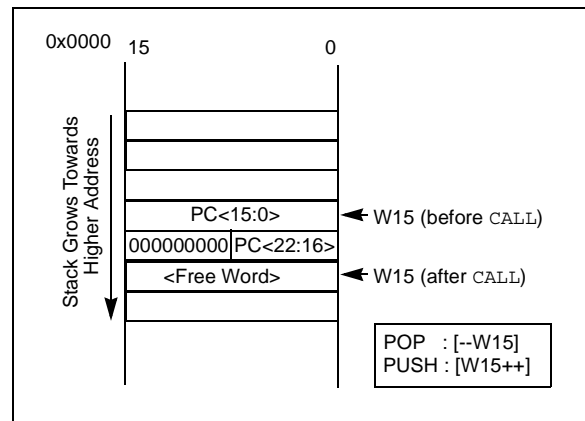 0x0000
15 0
Stack Grows Towards
Higher Address
PC<15:0>
W15 (before CALL)
000000000 PC<22:16>
<Free Word>
W15 (after CALL)
POP : [--W15]
PUSH : [W15++]